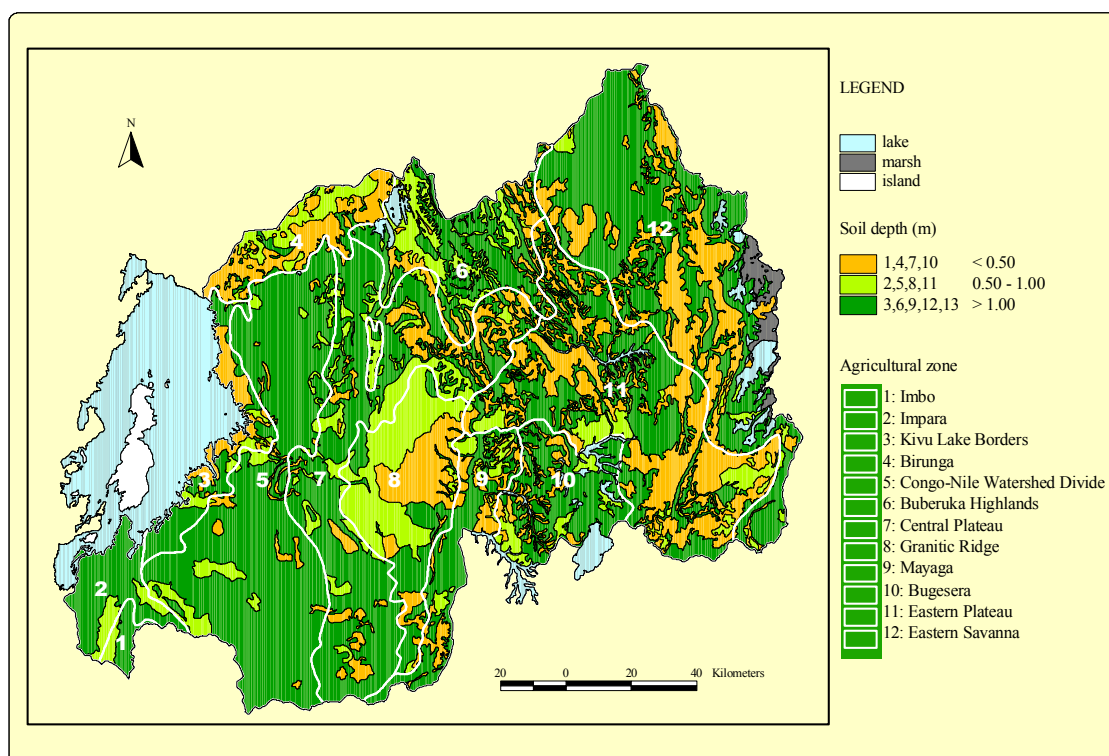 N
LEGEND
lake
marsh
island
Soil depth (m)
1,4,7,10 < 0.50
2,5,8,11 0.50 - 1.00
3,6,9,12,13 > 1.00
Agricultural zone
1: Imbo
2: Impara
3: Kivu Lake Borders
4: Birunga
5: Congo-Nile Watershed Divide
6: Buberuka Highlands
7: Central Plateau
8: Granitic Ridge
9: Mayaga
10: Bugesera
11: Eastern Plateau
12: Eastern Savanna
12
4
6
11
3
5
7
8
9
10
2
1
20 0 20 40 Kilometers